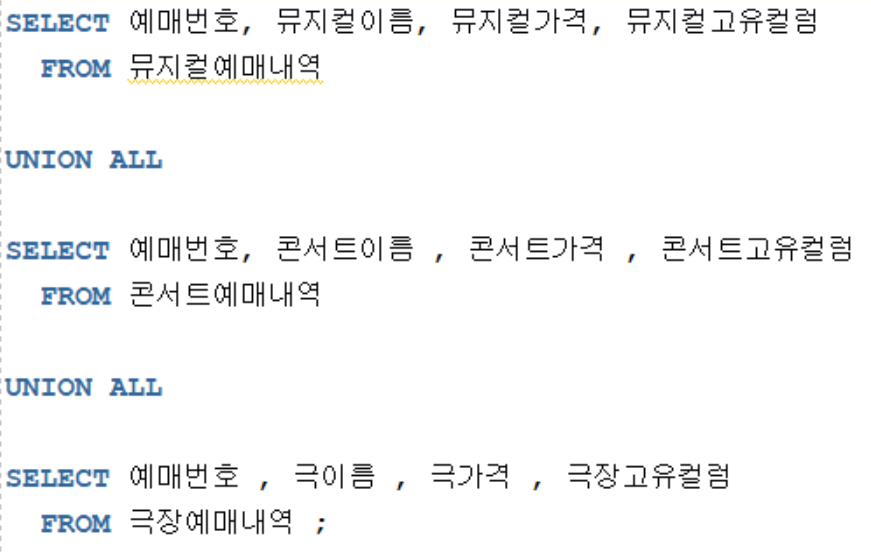 SELECT 예매번호, 뮤지컬이름, 뮤지컬가격, 뮤지컬고유컬럼
FROM 뮤지컬예매내역
UNION ALL
SELECT 예매번호, 콘서트이름 , 콘서트가격 , 콘서트고유컬럼
FROM 콘서트예매내역
UNION ALL
SELECT 예매번호 , 극이름 , 극가격 , 극장고유컬럼
FROM 극장예매내역 ;